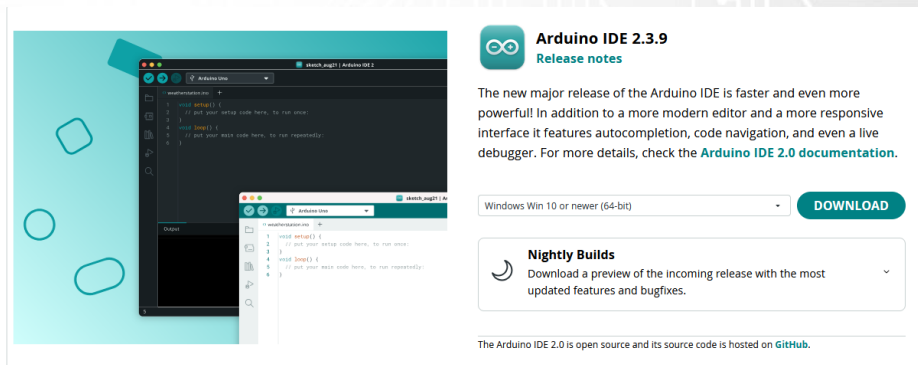 sketch_aug21 | Arduino IDE 2
Arduino Uno
weatherstation.ino
1 void setup() {
2 // put your setup code here, to run once:
3 }
4 void loop() {
5 // put your main code here, to run repeatedly:
6 }
Output
sketch_aug21 | Ar
Arduino Uno
weatherstation.ino
1 void setup() {
2 // put your setup code here, to run once:
3 }
4 void loop() {
5 // put your main code here, to run repeatedly:
6 }
Arduino IDE 2.3.9
Release notes
The new major release of the Arduino IDE is faster and even more
powerful! In addition to a more modern editor and a more responsive
interface it features autocompletion, code navigation, and even a live
debugger. For more details, check the Arduino IDE 2.0 documentation.
Windows Win 10 or newer (64-bit)
DOWNLOAD
Nightly Builds
Download a preview of the incoming release with the most
updated features and bugfixes.
The Arduino IDE 2.0 is open source and its source code is hosted on GitHub.